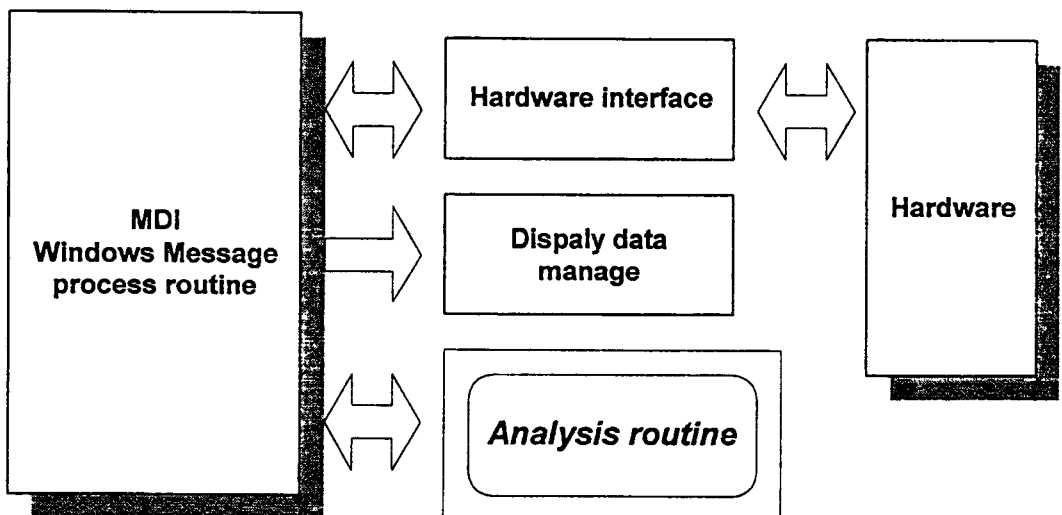 MDI
Windows Message
process routine
Hardware interface
Dispaly data
manage
Analysis routine
Hardware